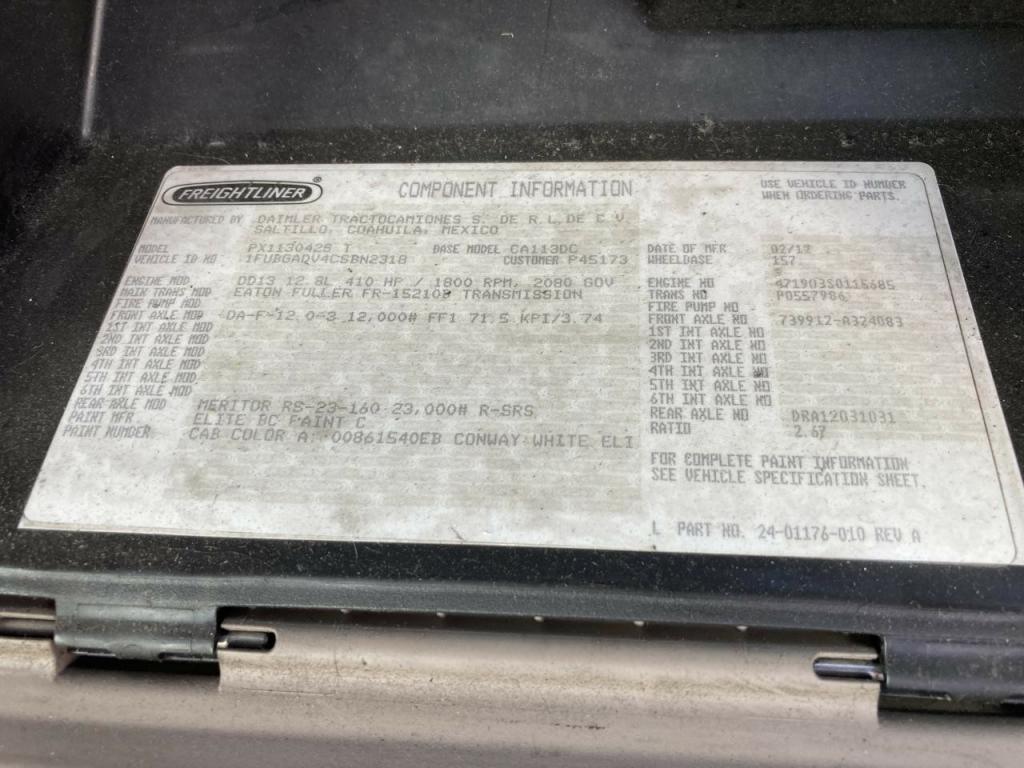 FREIGHTLINER®
COMPONENT INFORMATION
USE VEHICLE ID NUMBER
WHEN ORDERING PARTS.
MANUFACTURED BY DAIMLER TRACTOCAMIONES S. DE R.L. DE C.V.
SALTILLO, COAHUILA, MEXICO
MODEL PX113042S T BASE MODEL CA113DC DATE OF MFR 02/12
VEHICLE ID NO 1FUBGADV4CSBN2318 CUSTOMER P45173 WHEELBASE 157
ENGINE MOD DD13 12.8L 410 HP / 1800 RPM, 2080 GOV ENGINE NO 471903S0115685
MAIN TRANS MOD EATON FULLER FR-15210B TRANSMISSION TRANS NO P0557986
FIRE PUMP MOD FIRE PUMP NO
FRONT AXLE MOD DA-F-12.0-3 12,000# FF1 71.5 KPI/3.74 FRONT AXLE NO 739912-A324083
1ST INT AXLE MOD 1ST INT AXLE NO
2ND INT AXLE MOD 2ND INT AXLE NO
3RD INT AXLE MOD 3RD INT AXLE NO
4TH INT AXLE MOD 4TH INT AXLE NO
5TH INT AXLE MOD 5TH INT AXLE NO
6TH INT AXLE MOD 6TH INT AXLE NO
REAR AXLE MOD MERITOR RS-23-160 23,000# R-SRS REAR AXLE NO DRA12031031
PAINT MFR ELITE BC PAINT C RATIO 2.67
PAINT NUMBER CAB COLOR A: 00861540EB CONWAY WHITE ELI
FOR COMPLETE PAINT INFORMATION
SEE VEHICLE SPECIFICATION SHEET.
L PART NO. 24-01176-010 REV A